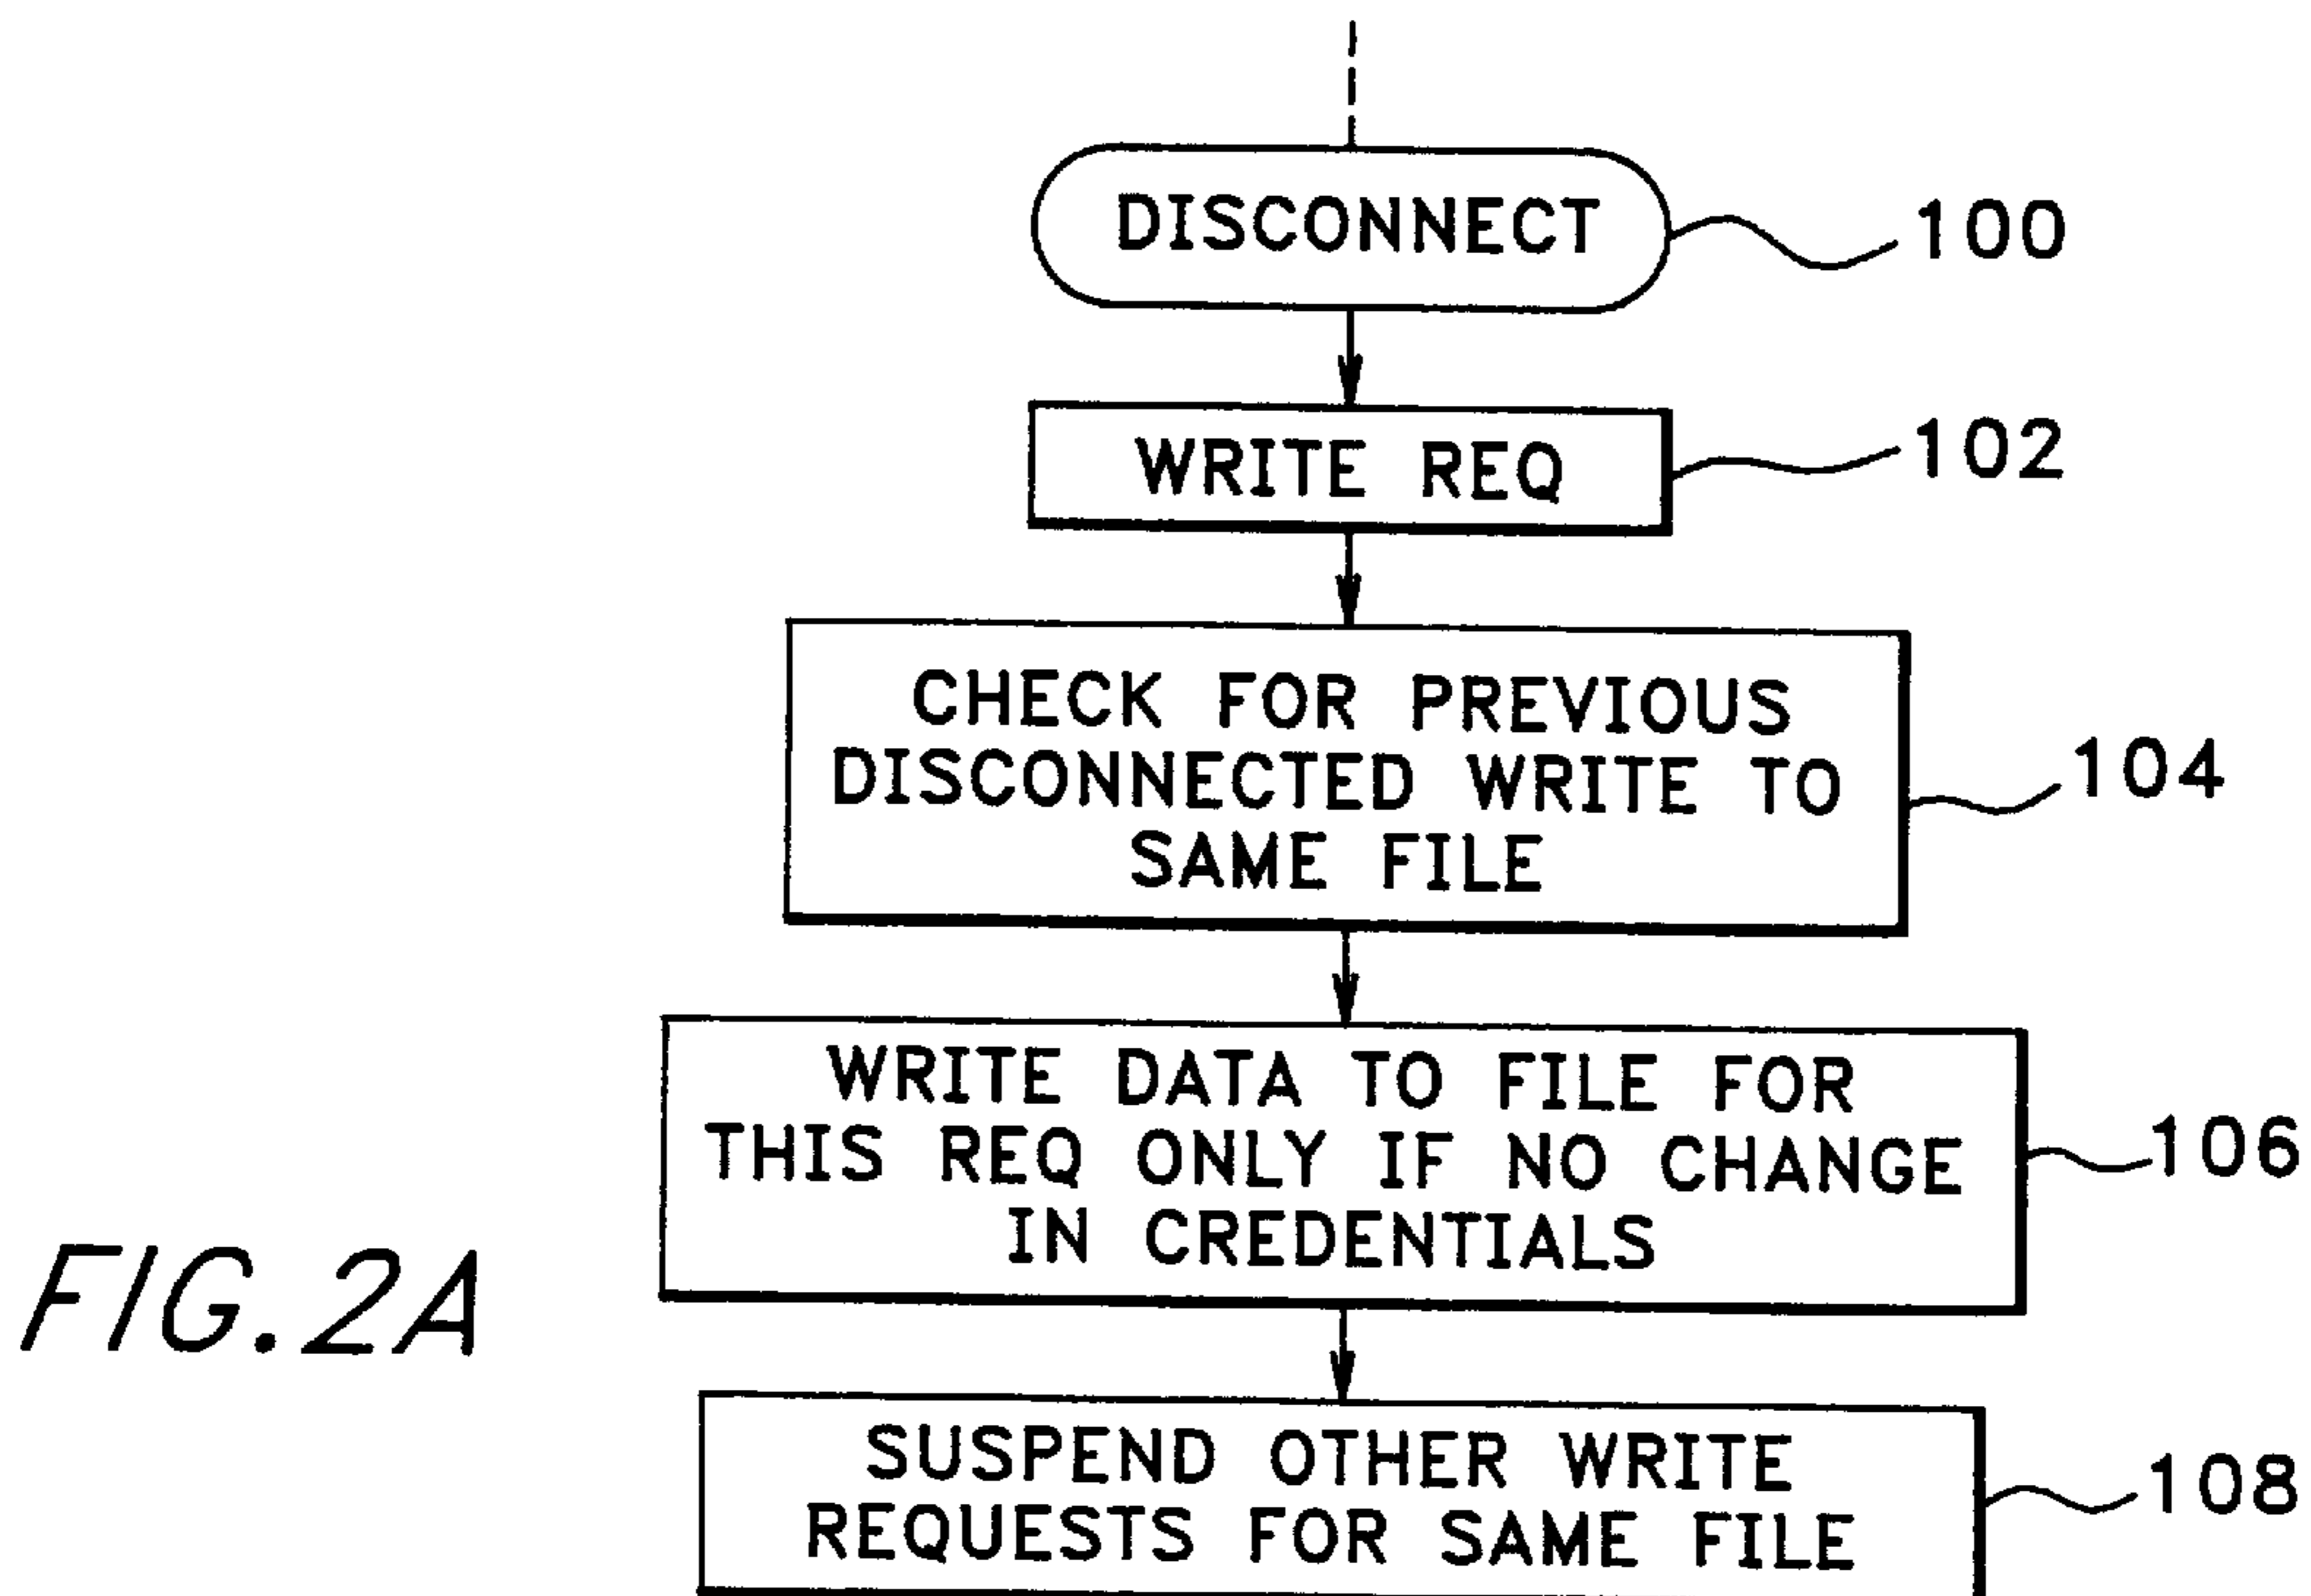 DISCONNECT
100
WRITE REQ
102
CHECK FOR PREVIOUS
DISCONNECTED WRITE TO
SAME FILE
104
WRITE DATA TO FILE FOR
THIS REQ ONLY IF NO CHANGE
IN CREDENTIALS
106
FIG.2A
SUSPEND OTHER WRITE
REQUESTS FOR SAME FILE
108